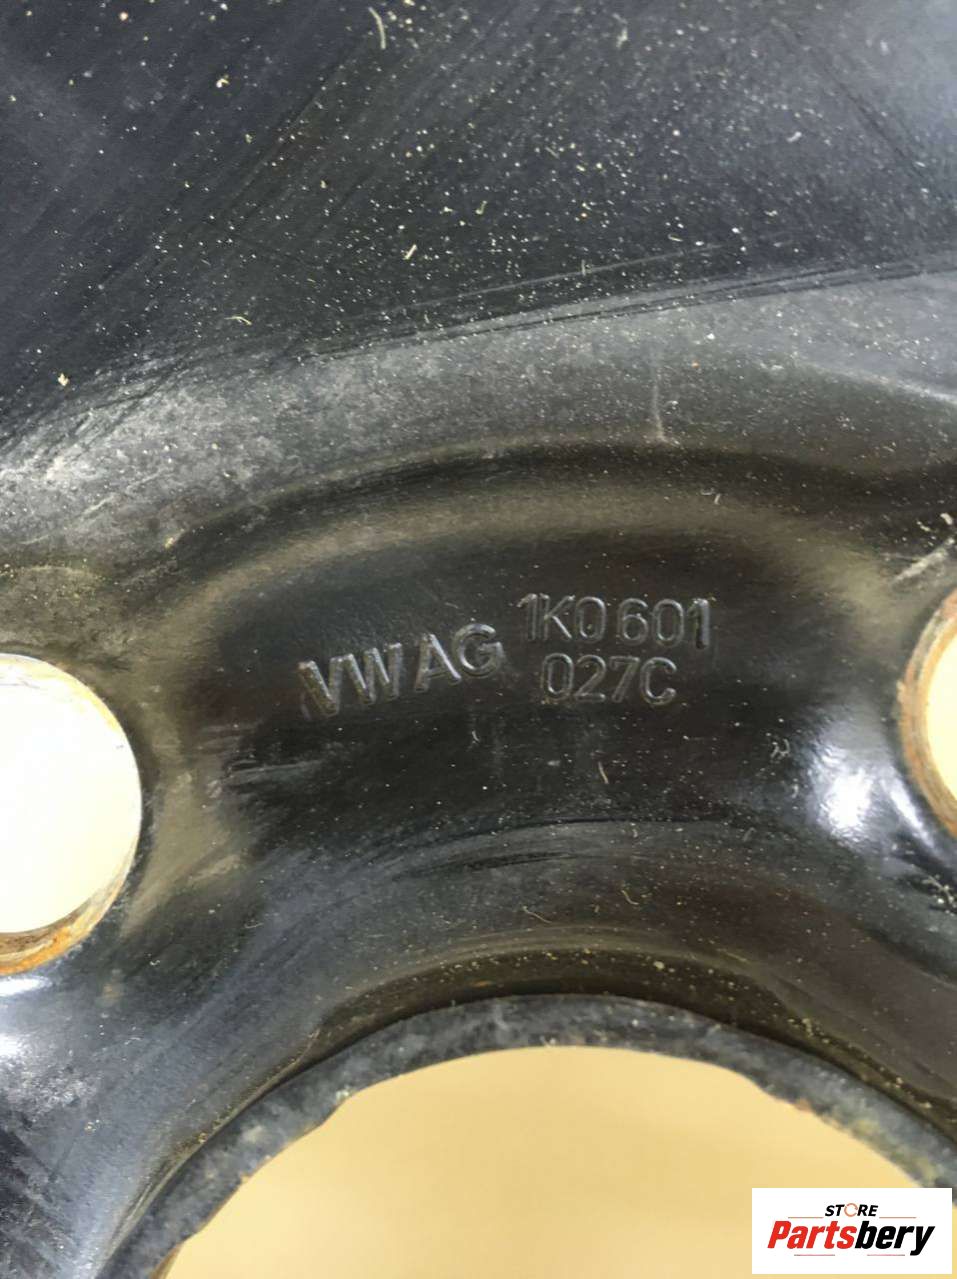 VW AG
1K0 601
027C
STORE
Partsbery